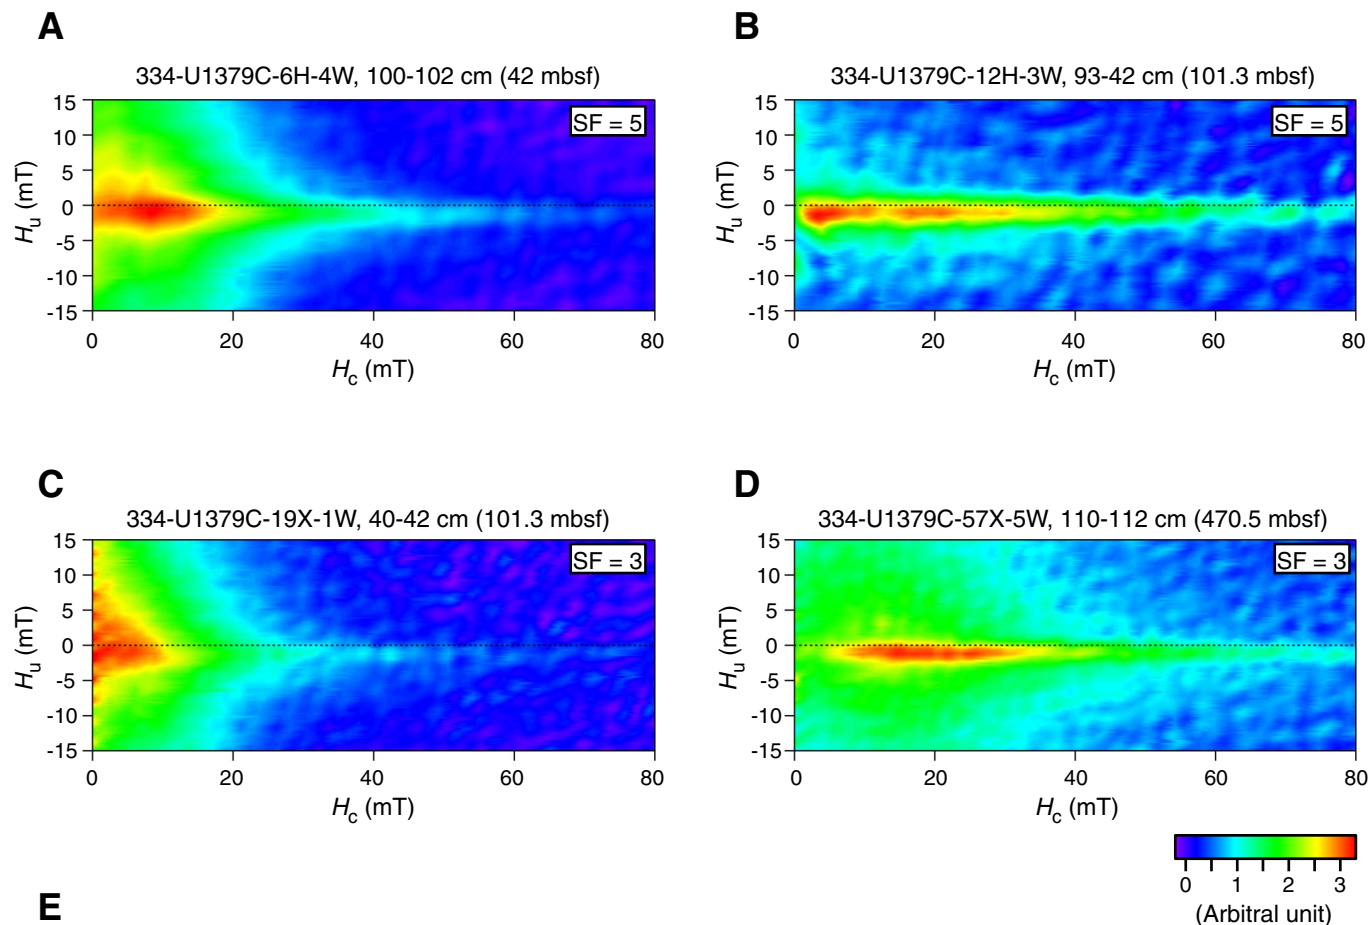 A
B
334-U1379C-6H-4W, 100-102 cm (42 mbsf)
334-U1379C-12H-3W, 93-42 cm (101.3 mbsf)
SF = 5
SF = 5
15
10
5
0
-5
-10
-15
Hu (mT)
0 20 40 60 80
Hc (mT)
15
10
5
0
-5
-10
-15
Hu (mT)
0 20 40 60 80
Hc (mT)
C
D
334-U1379C-19X-1W, 40-42 cm (101.3 mbsf)
334-U1379C-57X-5W, 110-112 cm (470.5 mbsf)
SF = 3
SF = 3
15
10
5
0
-5
-10
-15
Hu (mT)
0 20 40 60 80
Hc (mT)
15
10
5
0
-5
-10
-15
Hu (mT)
0 20 40 60 80
Hc (mT)
0 1 2 3
(Arbitral unit)
E